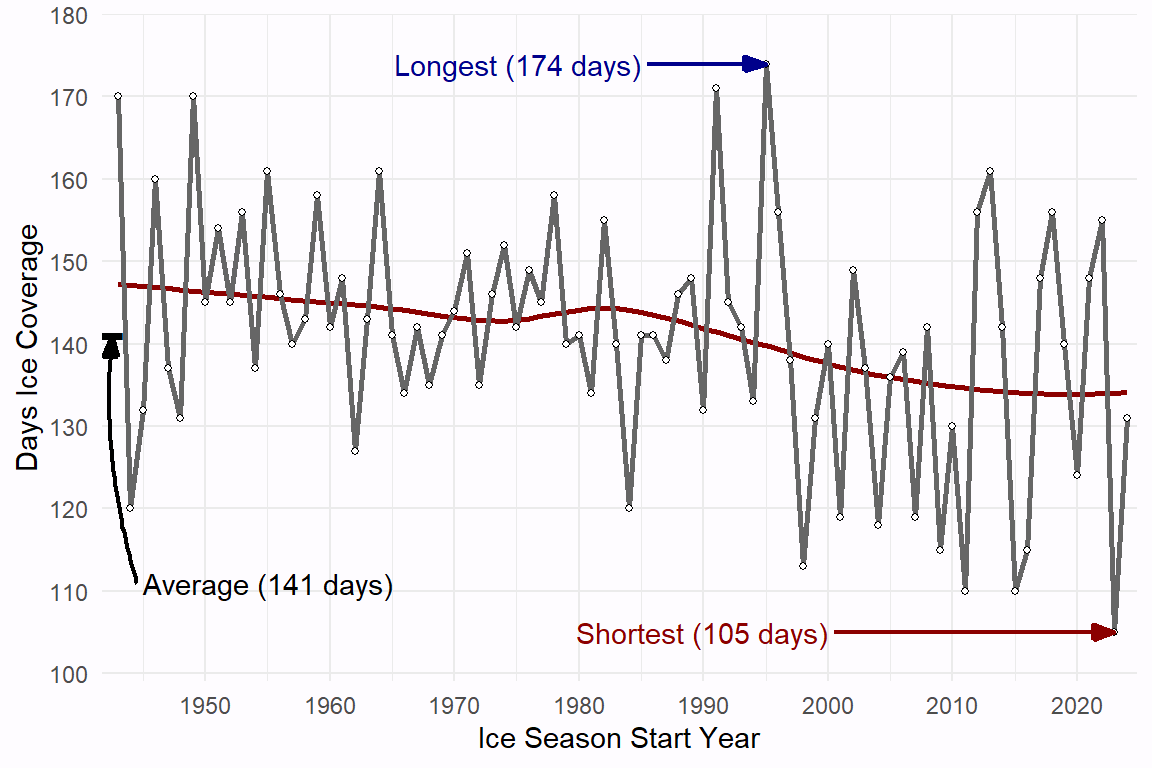 180
Longest (174 days)
170
160
150
140
130
120
Average (141 days)
110
Shortest (105 days)
100
Days Ice Coverage
1950 1960 1970 1980 1990 2000 2010 2020
Ice Season Start Year